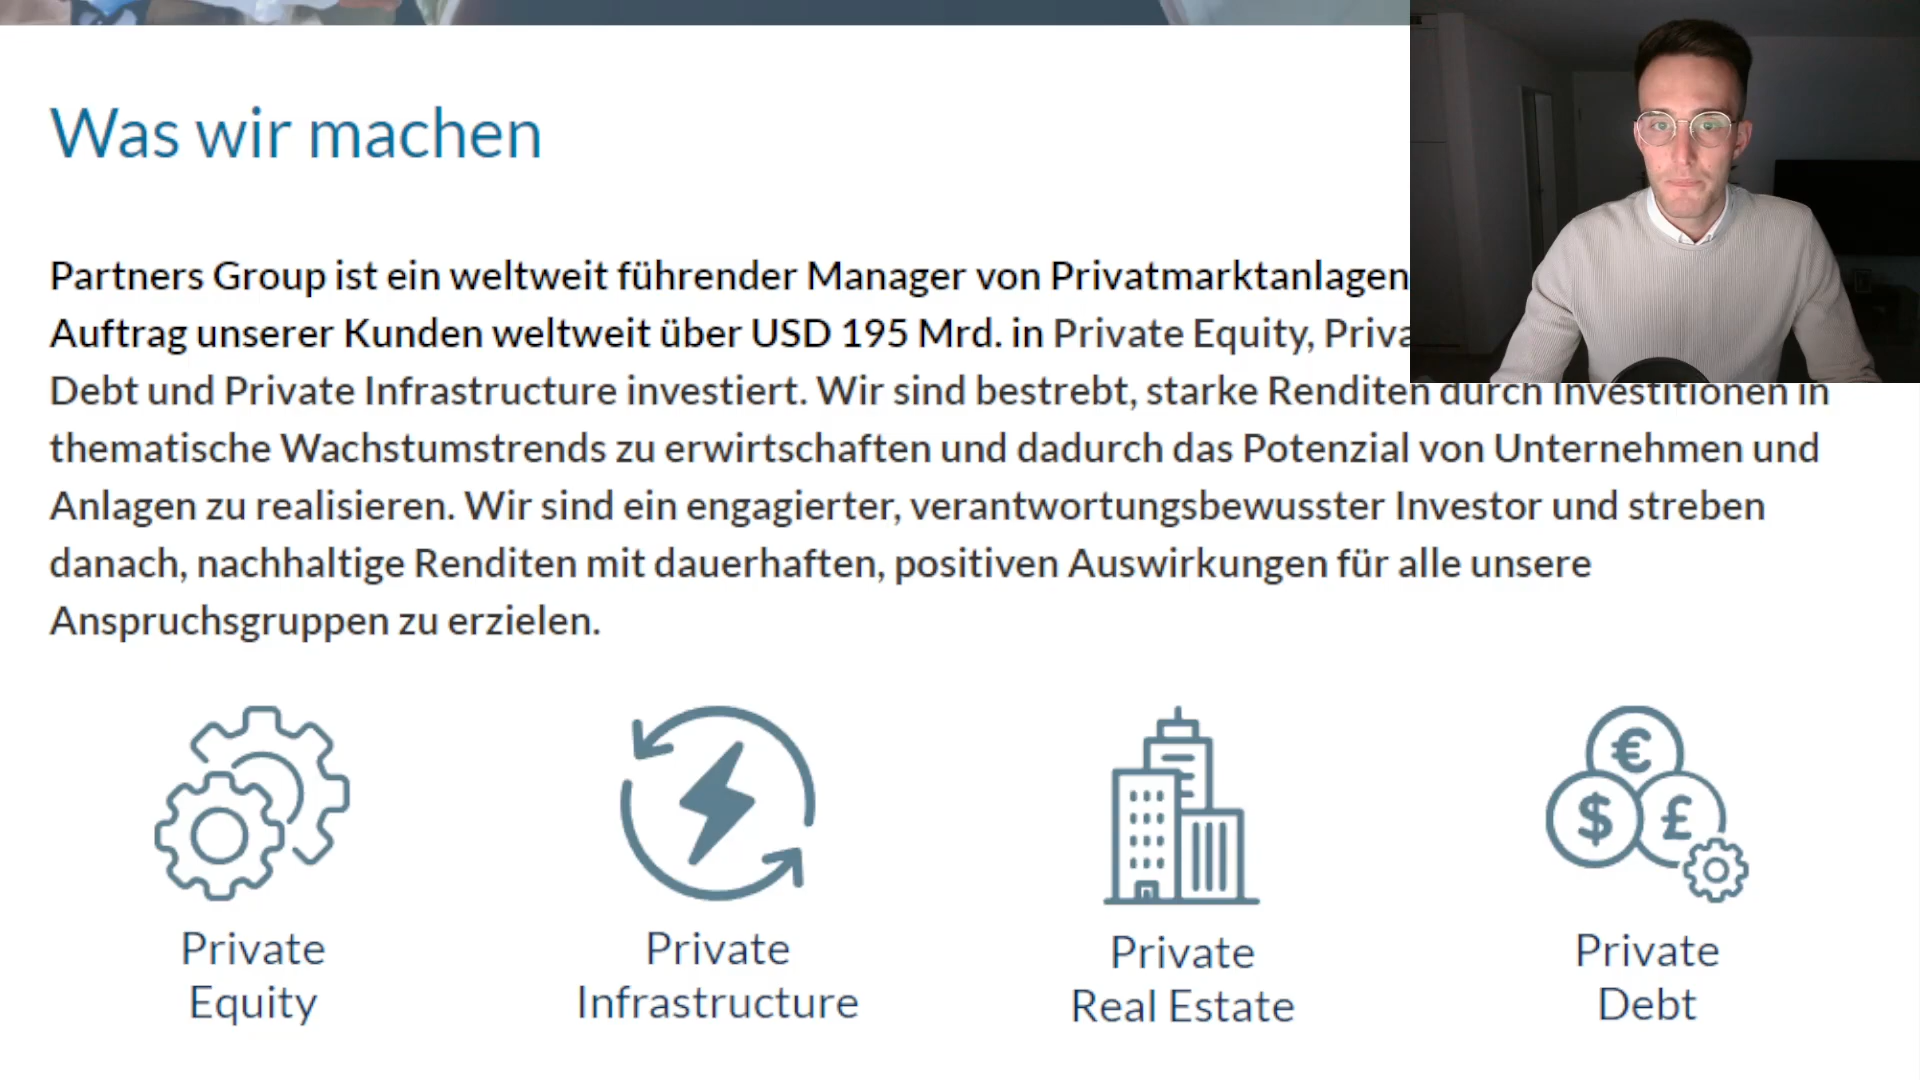 Was wir machen
Partners Group ist ein weltweit führender Manager von Privatmarktanlagen
Auftrag unserer Kunden weltweit über USD 195 Mrd. in Private Equity,
Debt und Private Infrastructure investiert. Wir sind bestrebt, starke Renditen durch Investitionen in
thematische Wachstumstrends zu erwirtschaften und dadurch das Potenzial von Unternehmen und
Anlagen zu realisieren. Wir sind ein engagierter, verantwortungsbewusster Investor und streben
danach, nachhaltige Renditen mit dauerhaften, positiven Auswirkungen für alle unsere
Anspruchsgruppen zu erzielen.
€
$ £
Private
Equity
Private
Infrastructure
Private
Real Estate
Private
Debt